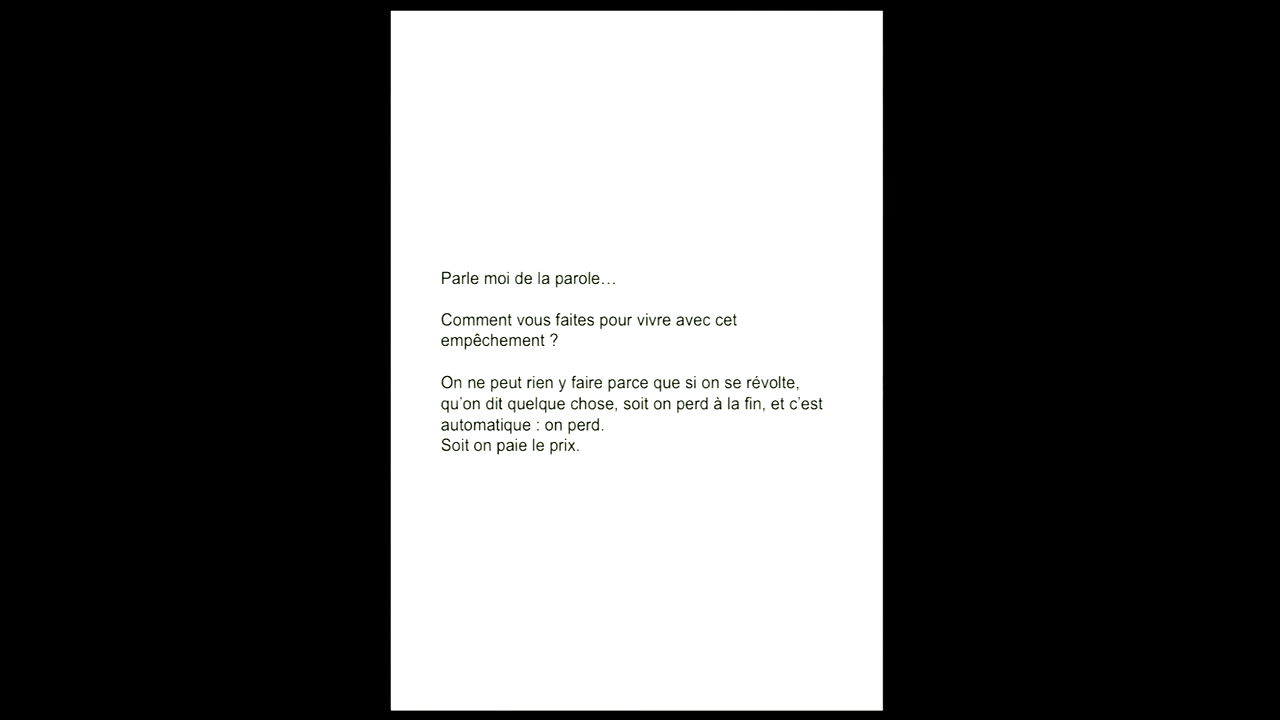 Parle moi de la parole…
Comment vous faites pour vivre avec cet
empêchement ?
On ne peut rien y faire parce que si on se révolte,
qu’on dit quelque chose, soit on perd à la fin, et c’est
automatique : on perd.
Soit on paie le prix.